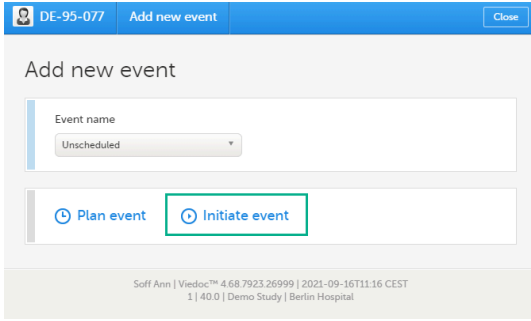 DE-95-077 Add new event Close
Add new event
Event name
Unscheduled
Plan event Initiate event
Soff Ann | Viedoc™ 4.68.7923.26999 | 2021-09-16T11:16 CEST
1 | 40.0 | Demo Study | Berlin Hospital